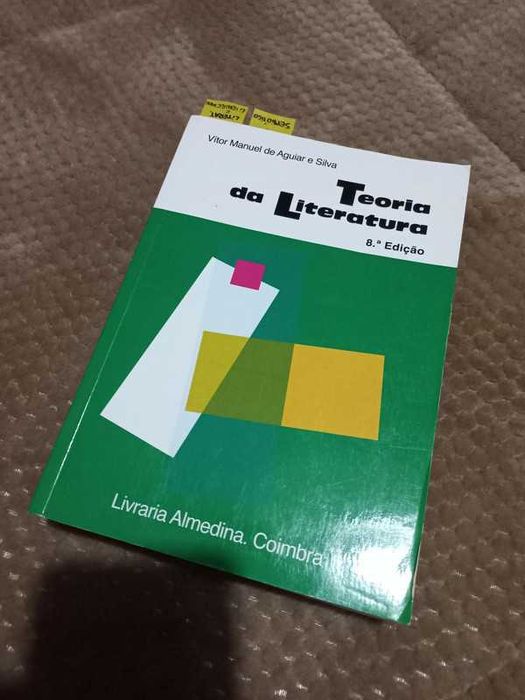 Vítor Manuel de Aguiar e Silva
Teoria
da Literatura
8.ª Edição
Livraria Almedina. Coimbra